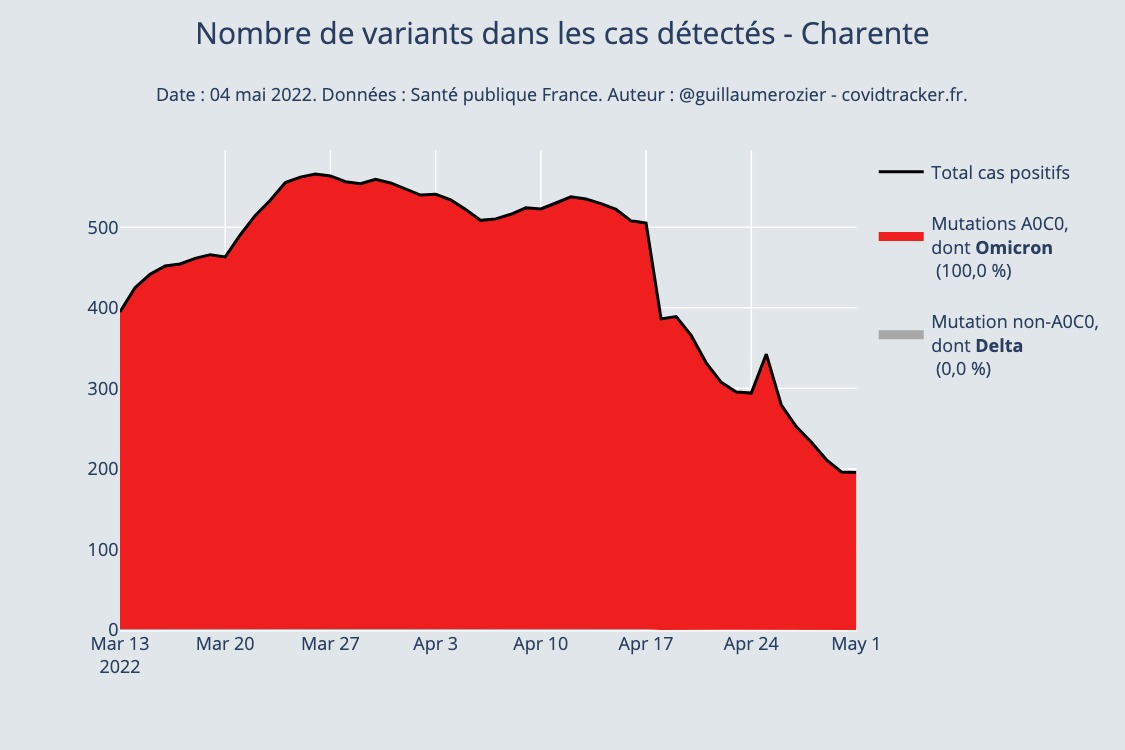 Nombre de variants dans les cas détectés - Charente
Date : 04 mai 2022. Données : Santé publique France. Auteur : @guillaumerozier - covidtracker.fr.
Total cas positifs
Mutations A0C0,
dont Omicron
(100,0 %)
Mutation non-A0C0,
dont Delta
(0,0 %)
500
400
300
200
100
0
Mar 13 Mar 20 Mar 27 Apr 3 Apr 10 Apr 17 Apr 24 May 1
2022